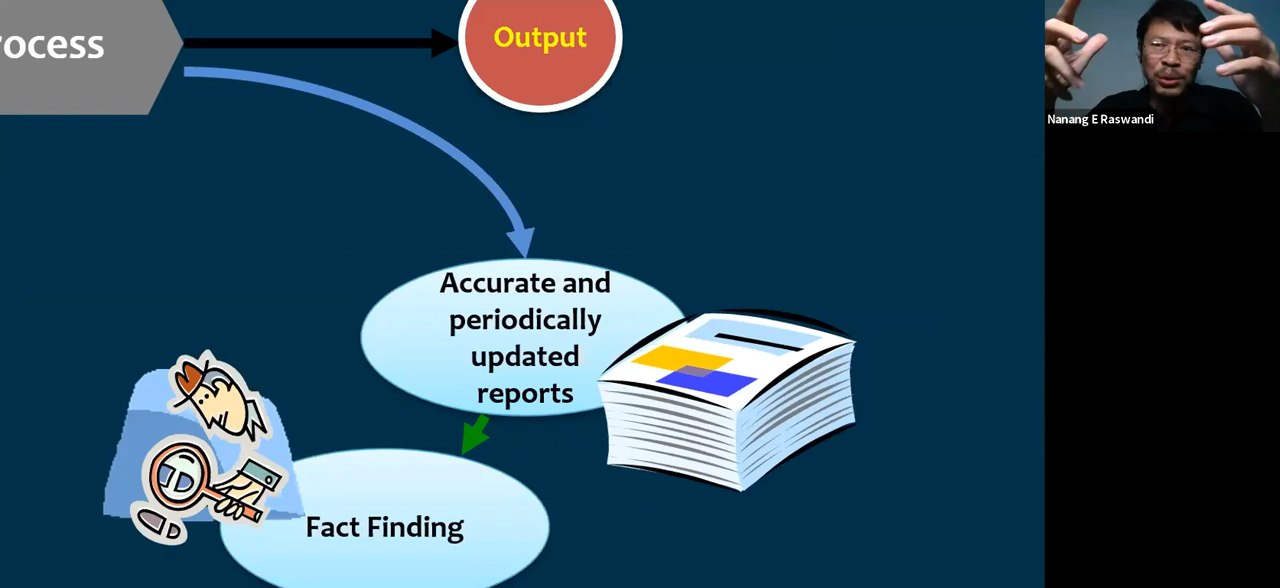 rocess
Output
Nanang E Raswandi
Accurate and
periodically
updated
reports
Fact Finding